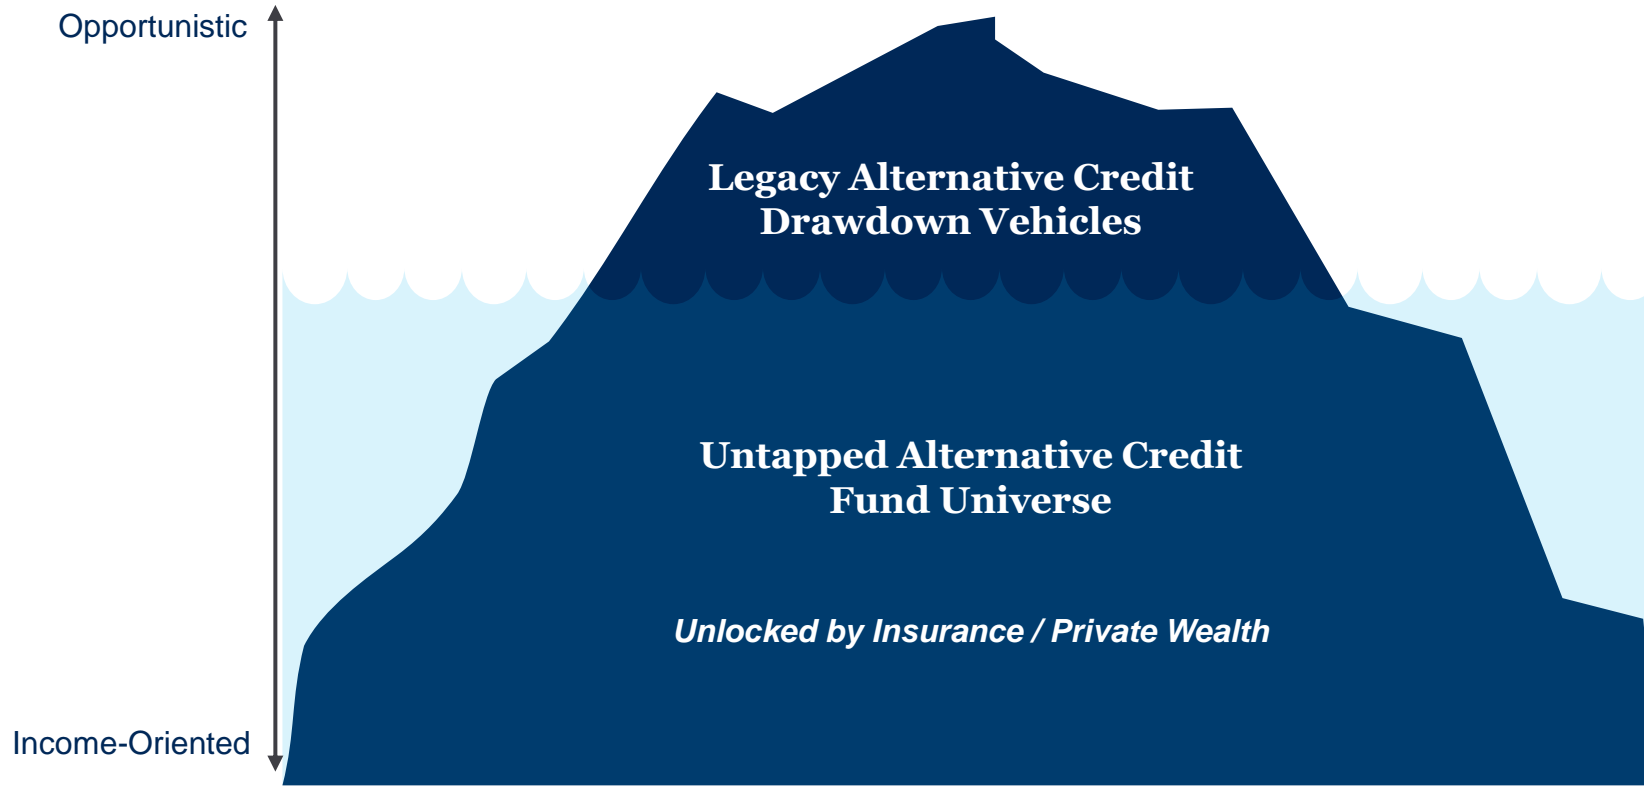 Opportunistic
Legacy Alternative Credit
Drawdown Vehicles
Untapped Alternative Credit
Fund Universe
Unlocked by Insurance / Private Wealth
Income-Oriented